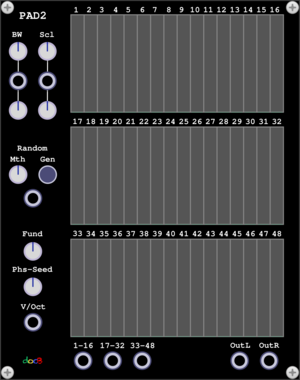 PAD2
BW Scl
Random
Mth Gen
Fund
Phs-Seed
V/Oct
1 2 3 4 5 6 7 8 9 10 11 12 13 14 15 16
17 18 19 20 21 22 23 24 25 26 27 28 29 30 31 32
33 34 35 36 37 38 39 40 41 42 43 44 45 46 47 48
1-16 17-32 33-48 OutL OutR